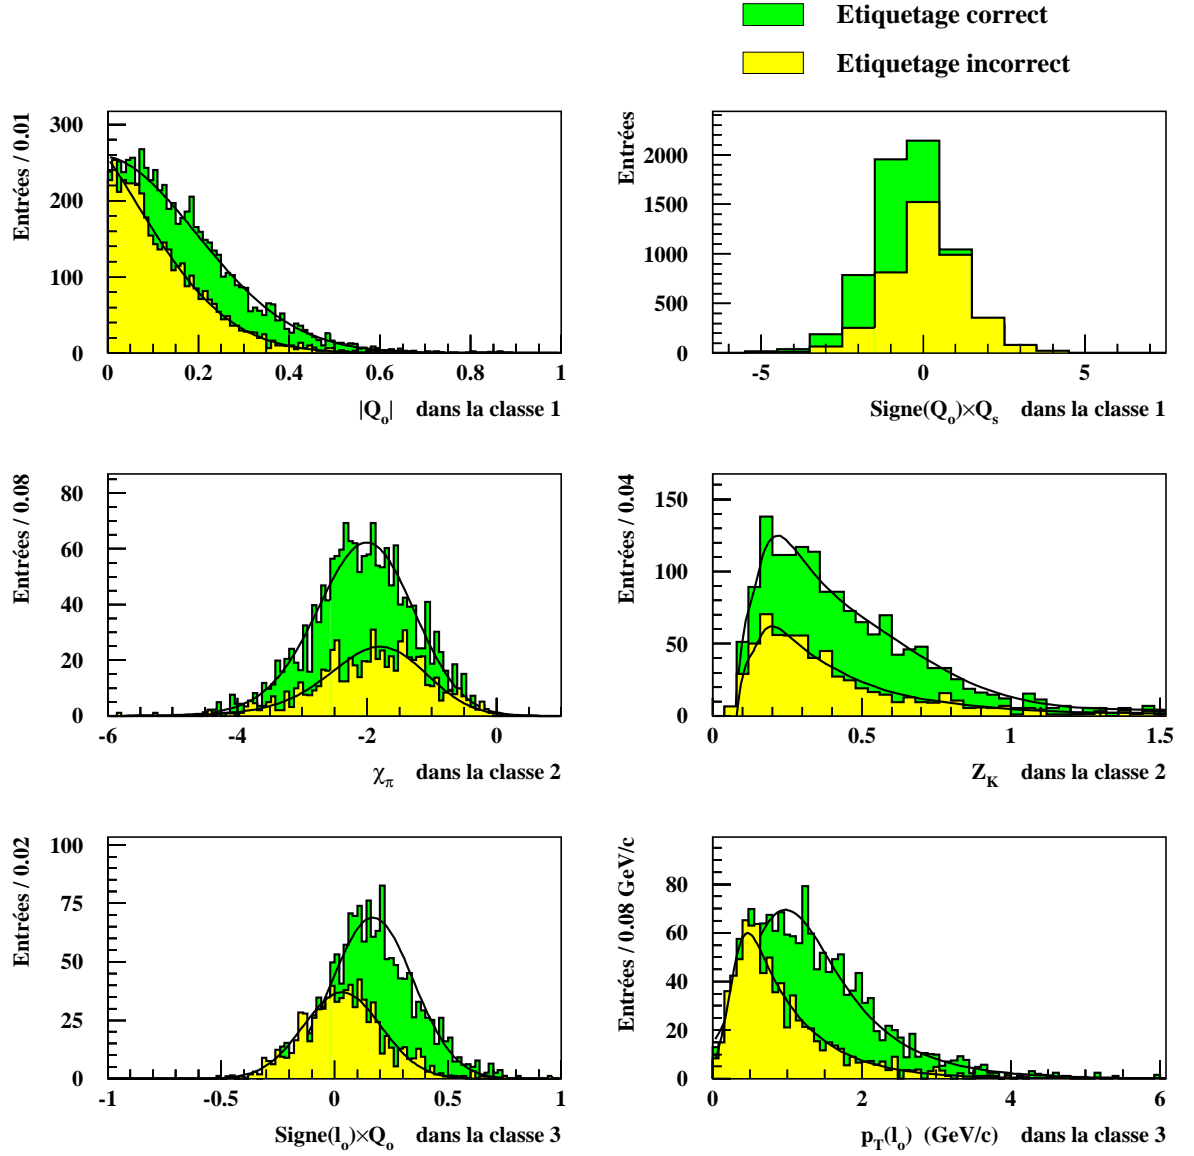 Etiquetage correct
Etiquetage incorrect
Entrées / 0.01
300
200
100
0
0 0.2 0.4 0.6 0.8 1
|Qo| dans la classe 1
Entrées
2000
1500
1000
500
0
-5 0 5
Signe(Qo)×Qs dans la classe 1
Entrées / 0.08
80
60
40
20
0
-6 -4 -2 0
χπ dans la classe 2
Entrées / 0.04
150
100
50
0
0 0.5 1 1.5
ZK dans la classe 2
Entrées / 0.02
100
75
50
25
0
-1 -0.5 0 0.5 1
Signe(lo)×Qo dans la classe 3
Entrées / 0.08 GeV/c
80
60
40
20
0
0 2 4 6
pT(lo) (GeV/c) dans la classe 3